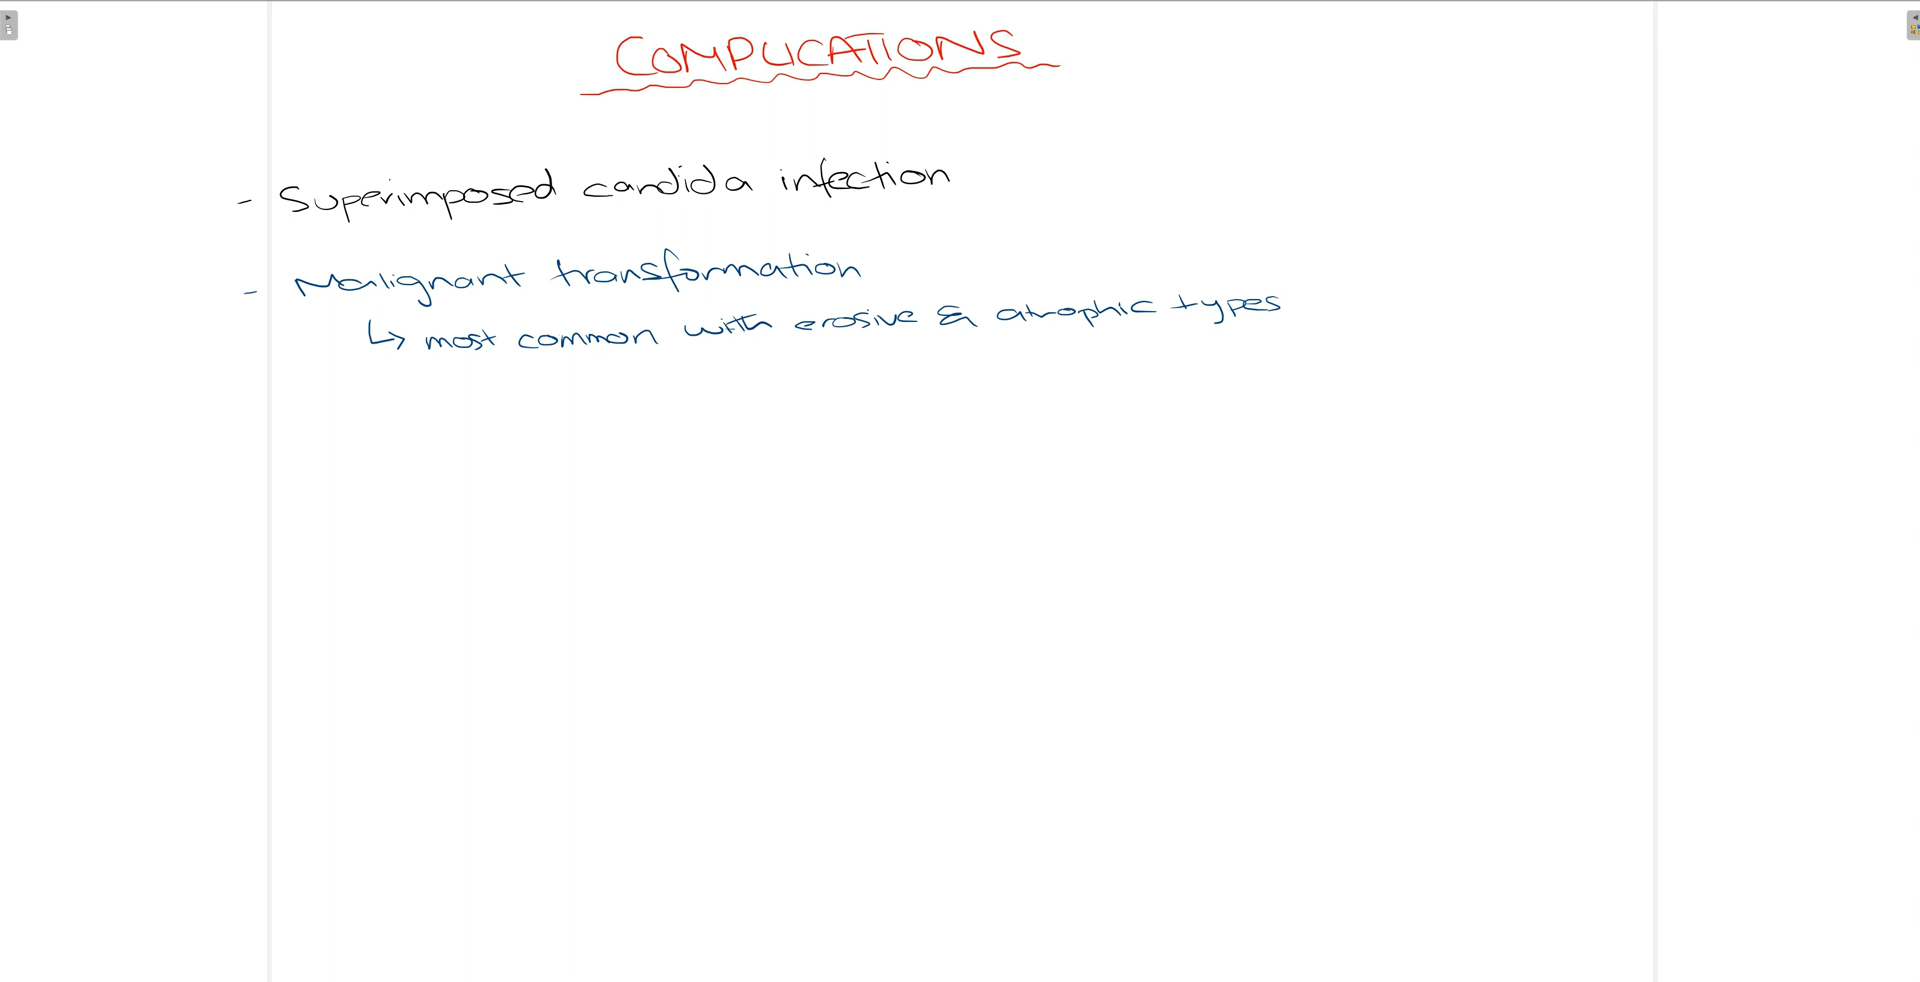 COMPLICATIONS
- Superimposed candida infection
- Malignant transformation
↳ most common with erosive & atrophic types